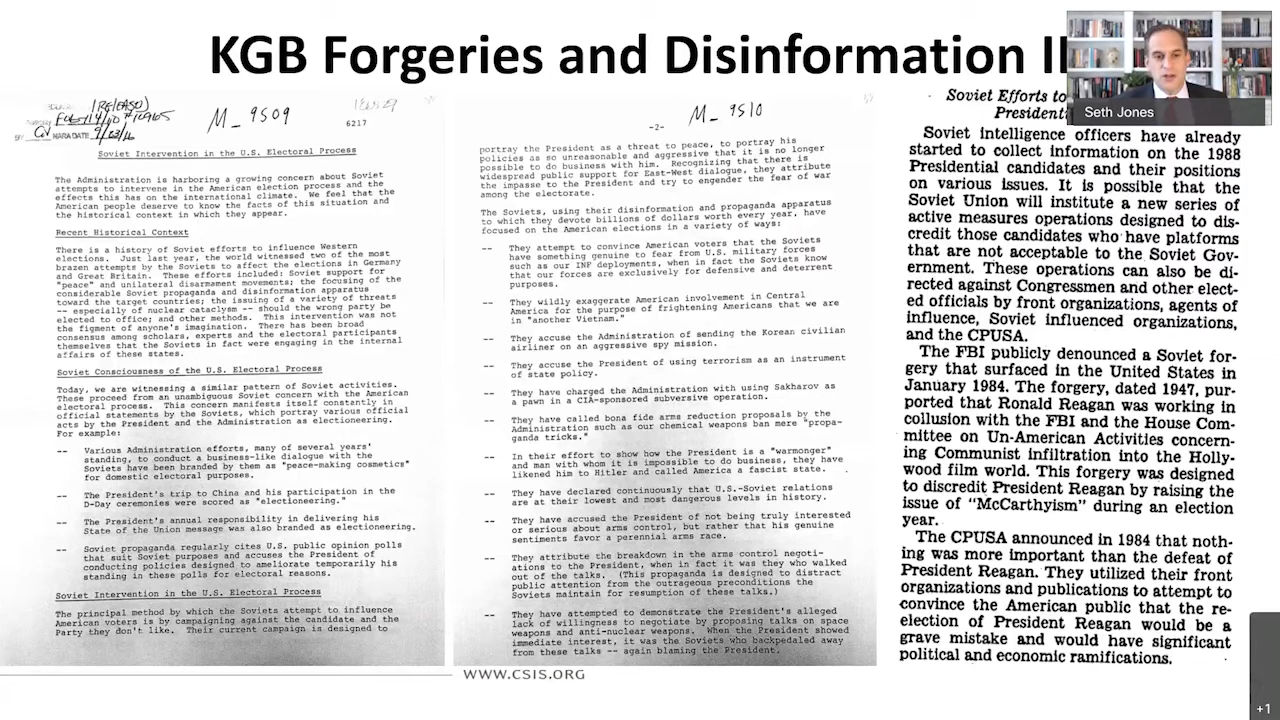 KGB Forgeries and Disinformation II
Seth Jones
(RELEASED)
M_ 9509
6217
NARA DATE 9/23/16
Soviet Intervention in the U.S. Electoral Process
The Administration is harboring a growing concern about Soviet
attempts to intervene in the American election process and the
effects this has on the international climate. We feel that the
American people deserve to know the facts of this situation and
the historical context in which they appear.
Recent Historical Context
There is a history of Soviet efforts to influence Western
elections. Just last year, the world witnessed two of the most
brazen attempts by the Soviets to affect the elections in Germany
and Great Britain. These efforts included: Soviet support for
"peace" and unilateral disarmament movements; the focusing of the
considerable Soviet propaganda and disinformation apparatus
toward the target countries; the issuing of a variety of threats
-- especially of nuclear cataclysm -- should the wrong party be
elected to office; and other methods. This intervention was not
the figment of anyone's imagination. There has been broad
consensus among scholars, experts and the electoral participants
themselves that the Soviets in fact were engaging in the internal
affairs of these states.
Soviet Consciousness of the U.S. Electoral Process
Today, we are witnessing a similar pattern of Soviet activities.
These proceed from an unambiguous Soviet concern with the American
electoral process. This concern manifests itself constantly in
official statements by the Soviets, which portray various official
acts by the President and the Administration as electioneering.
For example:
-- Various Administration efforts, many of several years'
standing, to conduct a business-like dialogue with the
Soviets have been branded by them as "peace-making cosmetics"
for domestic electoral purposes.
-- The President's trip to China and his participation in the
D-Day ceremonies were scored as "electioneering."
-- The President's annual responsibility in delivering his
State of the Union message was also branded as electioneering.
-- Soviet propaganda regularly cites U.S. public opinion polls
that suit Soviet purposes and accuses the President of
conducting policies designed to ameliorate temporarily his
standing in these polls for electoral reasons.
Soviet Intervention in the U.S. Electoral Process
The principal method by which the Soviets attempt to influence
American voters is by campaigning against the candidate and the
Party they don't like. Their current campaign is designed to
M_ 9510
-2-
portray the President as a threat to peace, to portray his
policies as so unreasonable and aggressive that it is no longer
possible to do business with him. Recognizing that there is
widespread public support for East-West dialogue, they attribute
the impasse to the President and try to engender the fear of war
among the electorate.
The Soviets, using their disinformation and propaganda apparatus
to which they devote billions of dollars worth every year, have
focused on the American elections in a variety of ways:
-- They attempt to convince American voters that the Soviets
have something genuine to fear from U.S. military forces
such as our INF deployments, when in fact the Soviets know
that our forces are exclusively for defensive and deterrent
purposes.
-- They wildly exaggerate American involvement in Central
America for the purpose of frightening Americans that we are
in "another Vietnam."
-- They accuse the Administration of sending the Korean civilian
airliner on an aggressive spy mission.
-- They accuse the President of using terrorism as an instrument
of state policy.
-- They have charged the Administration with using Sakharov as
a pawn in a CIA-sponsored subversive operation.
-- They have called bona fide arms reduction proposals by the
Administration such as our chemical weapons ban mere "propa-
ganda tricks."
-- In their effort to show how the President is a "warmonger"
and man with whom it is impossible to do business, they have
likened him to Hitler and called America a fascist state.
-- They have declared continuously that U.S.-Soviet relations
are at their lowest and most dangerous levels in history.
-- They have accused the President of not being truly interested
or serious about arms control, but rather that his genuine
sentiments favor a perennial arms race.
-- They attribute the breakdown in the arms control negoti-
ations to the President, when in fact it was they who walked
out of the talks. (This propaganda is designed to distract
public attention from the outrageous preconditions the
Soviets maintain for resumption of these talks.)
-- They have attempted to demonstrate the President's alleged
lack of willingness to negotiate by proposing talks on space
weapons and anti-nuclear weapons. When the President showed
immediate interest, it was the Soviets who backpedaled away
from these talks -- again blaming the President.
Soviet Efforts to
Soviet intelligence officers have already
started to collect information on the 1988
Presidential candidates and their positions
on various issues. It is possible that the
Soviet Union will institute a new series of
active measures operations designed to dis-
credit those candidates who have platforms
that are not acceptable to the Soviet Gov-
ernment. These operations can also be di-
rected against Congressmen and other elect-
ed officials by front organizations, agents of
influence, Soviet influenced organizations,
and the CPUSA.
The FBI publicly denounced a Soviet for-
gery that surfaced in the United States in
January 1984. The forgery, dated 1947, pur-
ported that Ronald Reagan was working in
collusion with the FBI and the House Com-
mittee on Un-American Activities concern-
ing Communist infiltration into the Holly-
wood film world. This forgery was designed
to discredit President Reagan by raising the
issue of "McCarthyism" during an election
year.
The CPUSA announced in 1984 that noth-
ing was more important than the defeat of
President Reagan. They utilized their front
organizations and publications to attempt to
convince the American public that the re-
election of President Reagan would be a
grave mistake and would have significant
political and economic ramifications.
WWW.CSIS.ORG
+1